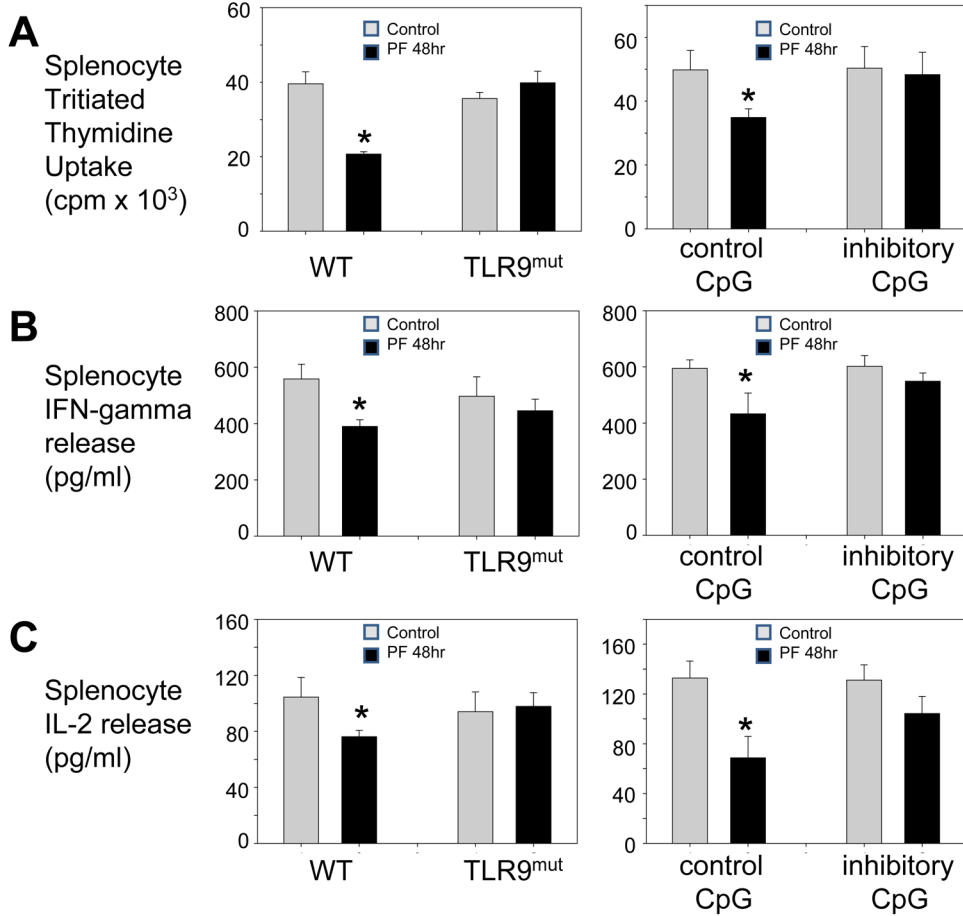 A
Splenocyte
Tritiated
Thymidine
Uptake
(cpm x 10³)
60
40
20
0
Control
PF 48hr
*
WT
TLR9ᵐᵘᵗ
60
40
20
0
Control
PF 48hr
*
control
CpG
inhibitory
CpG
B
Splenocyte
IFN-gamma
release
(pg/ml)
800
600
400
200
0
Control
PF 48hr
*
WT
TLR9ᵐᵘᵗ
800
600
400
200
0
Control
PF 48hr
*
control
CpG
inhibitory
CpG
C
Splenocyte
IL-2 release
(pg/ml)
160
120
80
40
0
Control
PF 48hr
*
WT
TLR9ᵐᵘᵗ
160
120
80
40
0
Control
PF 48hr
*
control
CpG
inhibitory
CpG